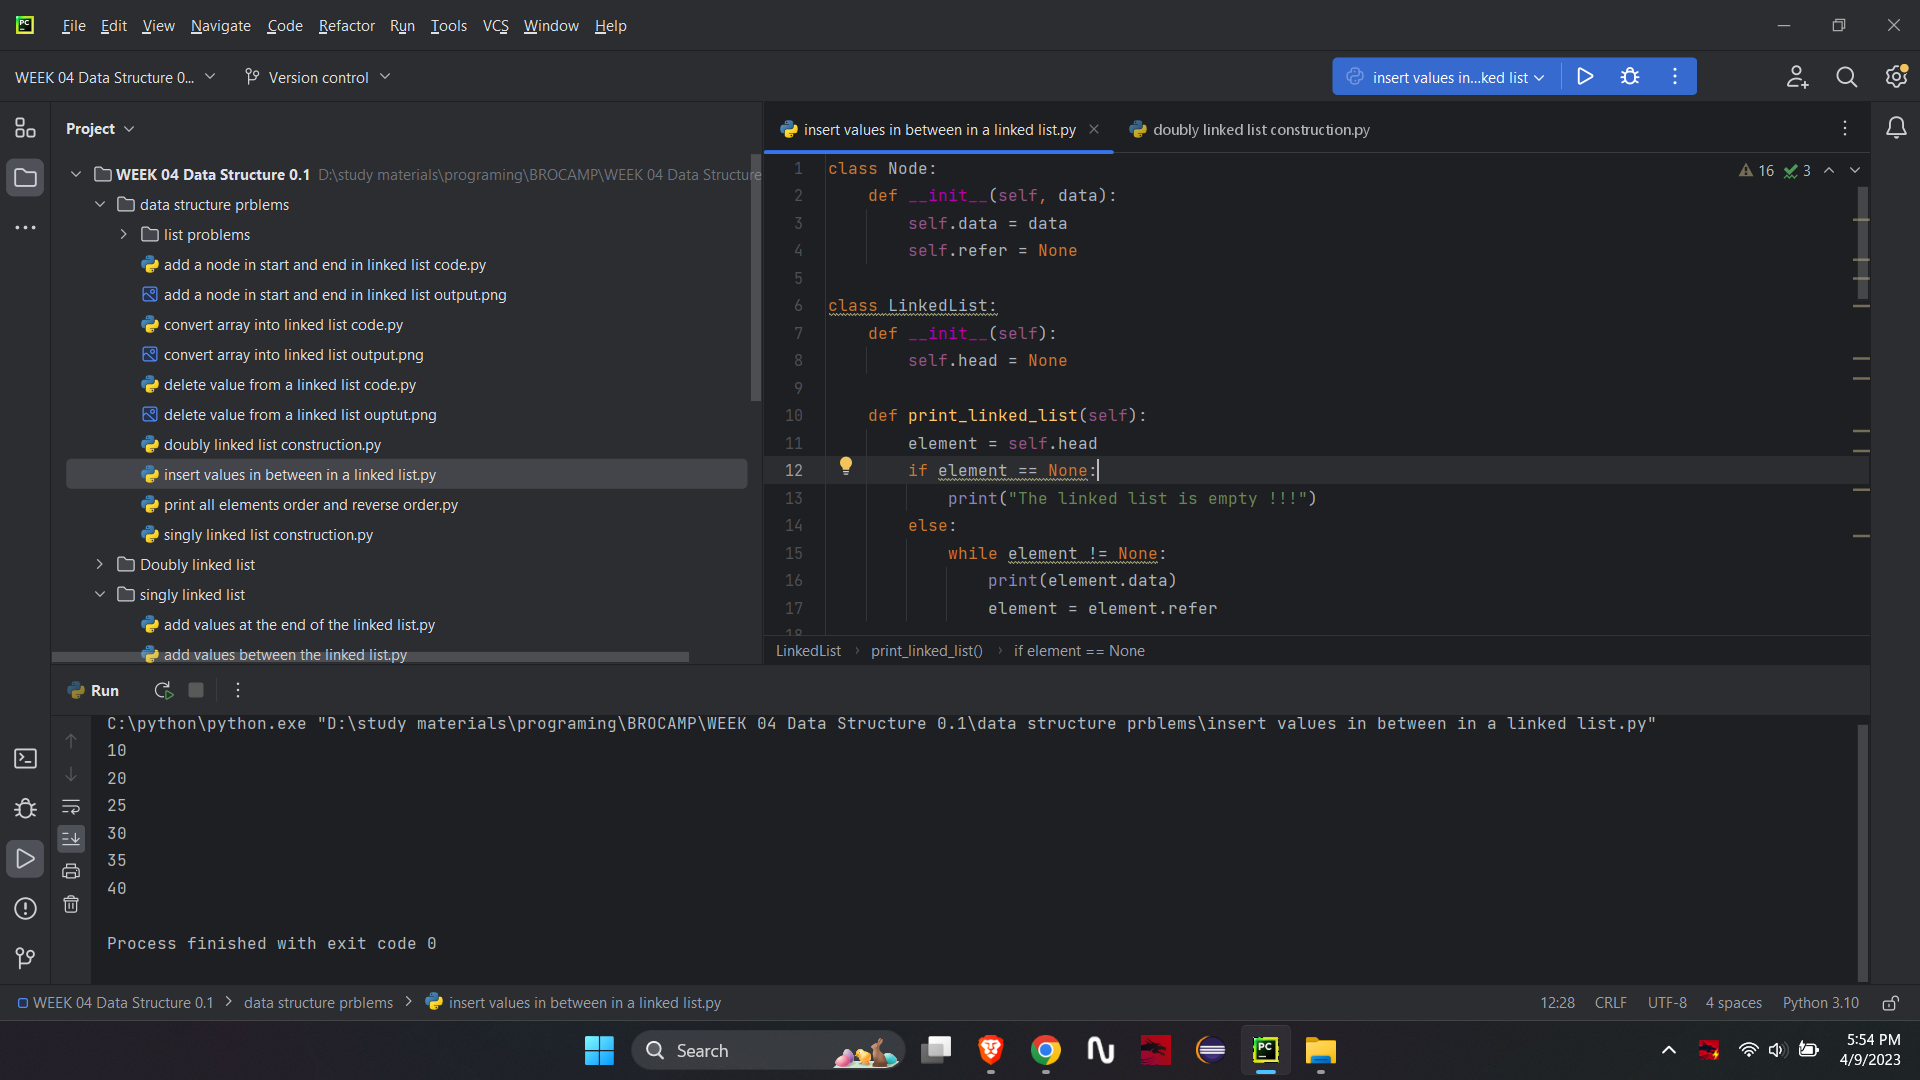 File Edit View Navigate Code Refactor Run Tools VCS Window Help
WEEK 04 Data Structure 0... Version control insert values in...ked list
Project
WEEK 04 Data Structure 0.1 D:\study materials\programing\BROCAMP\WEEK 04 Data Structure
data structure prblems
list problems
add a node in start and end in linked list code.py
add a node in start and end in linked list output.png
convert array into linked list code.py
convert array into linked list output.png
delete value from a linked list code.py
delete value from a linked list ouptut.png
doubly linked list construction.py
insert values in between in a linked list.py
print all elements order and reverse order.py
singly linked list construction.py
Doubly linked list
singly linked list
add values at the end of the linked list.py
add values between the linked list.py
insert values in between in a linked list.py doubly linked list construction.py
16 3
1 class Node:
2 def __init__(self, data):
3 self.data = data
4 self.refer = None
5
6 class LinkedList:
7 def __init__(self):
8 self.head = None
9
10 def print_linked_list(self):
11 element = self.head
12 if element == None:
13 print("The linked list is empty !!!")
14 else:
15 while element != None:
16 print(element.data)
17 element = element.refer
18
LinkedList print_linked_list() if element == None
Run
C:\python\python.exe "D:\study materials\programing\BROCAMP\WEEK 04 Data Structure 0.1\data structure prblems\insert values in between in a linked list.py"
10
20
25
30
35
40
Process finished with exit code 0
WEEK 04 Data Structure 0.1 data structure prblems insert values in between in a linked list.py 12:28 CRLF UTF-8 4 spaces Python 3.10
Search
PC
5:54 PM
4/9/2023